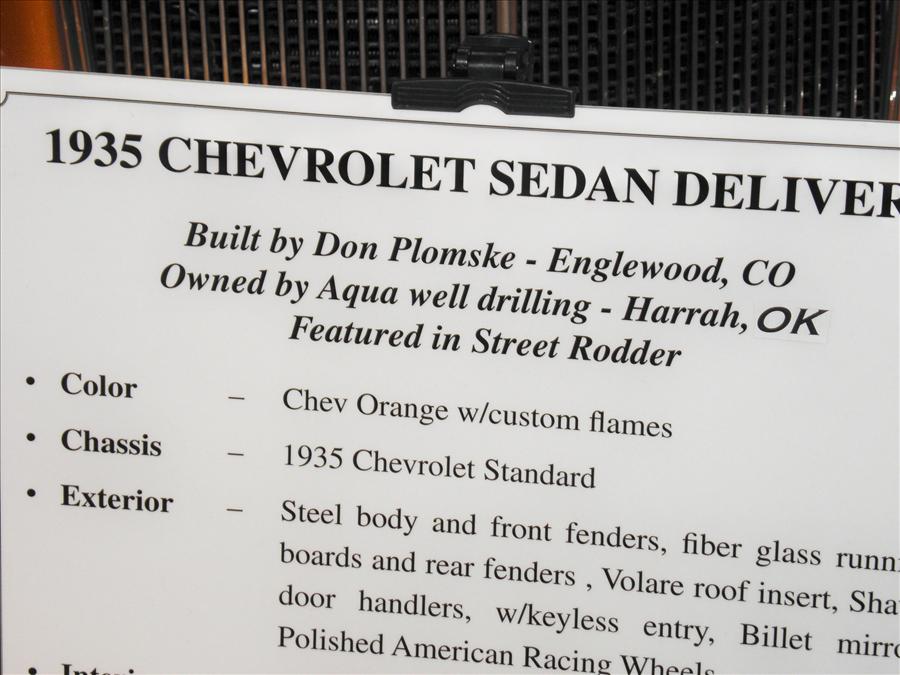 1935 CHEVROLET SEDAN DELIVER
Built by Don Plomske - Englewood, CO
Owned by Aqua well drilling - Harrah, OK
Featured in Street Rodder
• Color – Chev Orange w/custom flames
• Chassis – 1935 Chevrolet Standard
• Exterior – Steel body and front fenders, fiber glass runni
boards and rear fenders , Volare roof insert, Sha
door handlers, w/keyless entry, Billet mirro
Polished American Racing Wheels